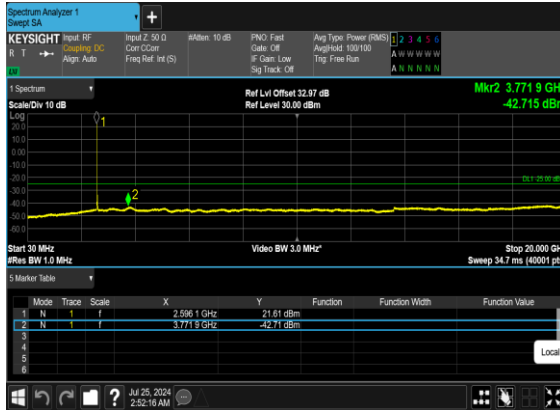 Spectrum Analyzer 1
Swept SA
+
KEYSIGHT Input: RF Input Z: 50 Ω #Atten: 10 dB PNO: Fast Avg Type: Power (RMS) 1 2 3 4 5 6
R T Coupling: DC Corr CCorr Gate: Off Avg|Hold: 100/100 A W W W W W
Align: Auto Freq Ref: Int (S) IF Gain: Low Trig: Free Run
Sig Track: Off A N N N N N
LXI
1 Spectrum Ref Lvl Offset 32.97 dB Mkr2 3.771 9 GH
Scale/Div 10 dB Ref Level 30.00 dBm -42.715 dBr
Log
1
20.0
10.0
0.00
-10.0
-20.0
DL1 -25.00 dB
-30.0
2
-40.0
-50.0
-60.0
Start 30 MHz Video BW 3.0 MHz* Stop 20.000 GH
#Res BW 1.0 MHz Sweep 34.7 ms (40001 pt
5 Marker Table
Mode Trace Scale X Y Function Function Width Function Value
1 N 1 f 2.596 1 GHz 21.61 dBm
2 N 1 f 3.771 9 GHz -42.71 dBm
3
4
5
6
Local
? Jul 25, 2024
2:52:16 AM